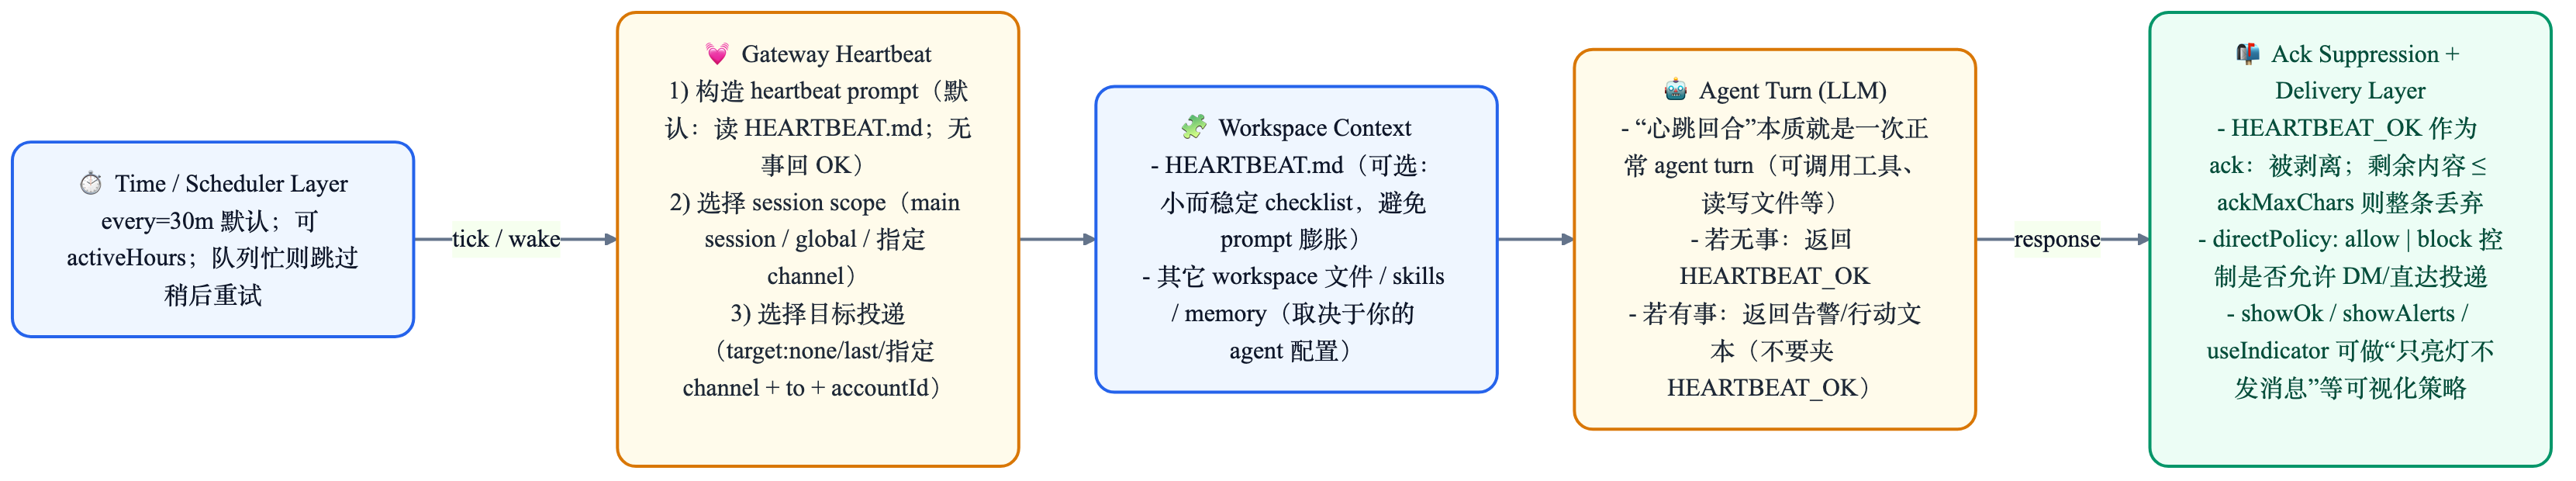 ⏱️ Time / Scheduler Layer
every=30m 默认；可
activeHours；队列忙则跳过
稍后重试
tick / wake
💓 Gateway Heartbeat
1) 构造 heartbeat prompt（默
认：读 HEARTBEAT.md；无
事回 OK）
2) 选择 session scope（main
session / global / 指定
channel）
3) 选择目标投递
（target:none/last/指定
channel + to + accountId）
🧩 Workspace Context
- HEARTBEAT.md（可选：
小而稳定 checklist，避免
prompt 膨胀）
- 其它 workspace 文件 / skills
/ memory（取决于你的
agent 配置）
🤖 Agent Turn (LLM)
- “心跳回合”本质就是一次正
常 agent turn（可调用工具、
读写文件等）
- 若无事：返回
HEARTBEAT_OK
- 若有事：返回告警/行动文
本（不要夹
HEARTBEAT_OK）
response
📬 Ack Suppression +
Delivery Layer
- HEARTBEAT_OK 作为
ack：被剥离；剩余内容 ≤
ackMaxChars 则整条丢弃
- directPolicy: allow | block 控
制是否允许 DM/直达投递
- showOk / showAlerts /
useIndicator 可做“只亮灯不
发消息”等可视化策略